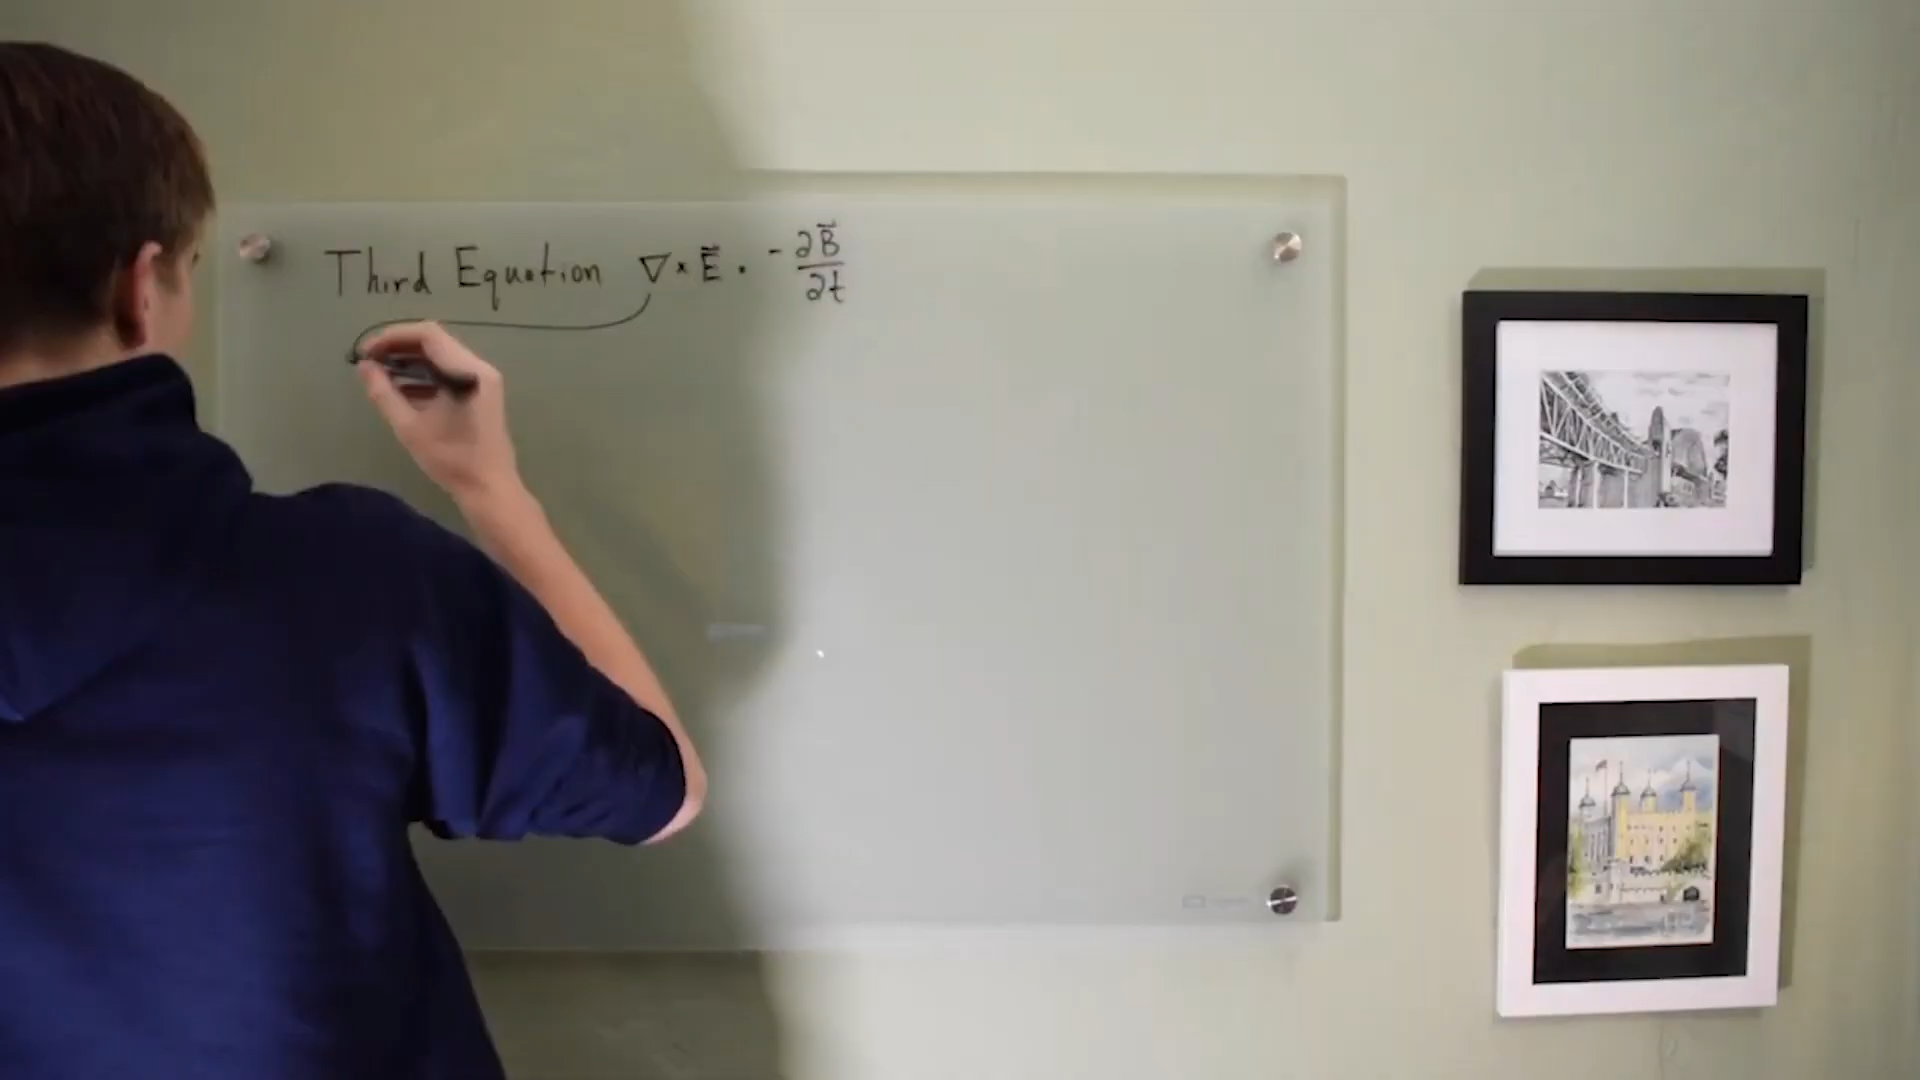 Third Equation ∇ × E⃗ = -∂B⃗/∂t